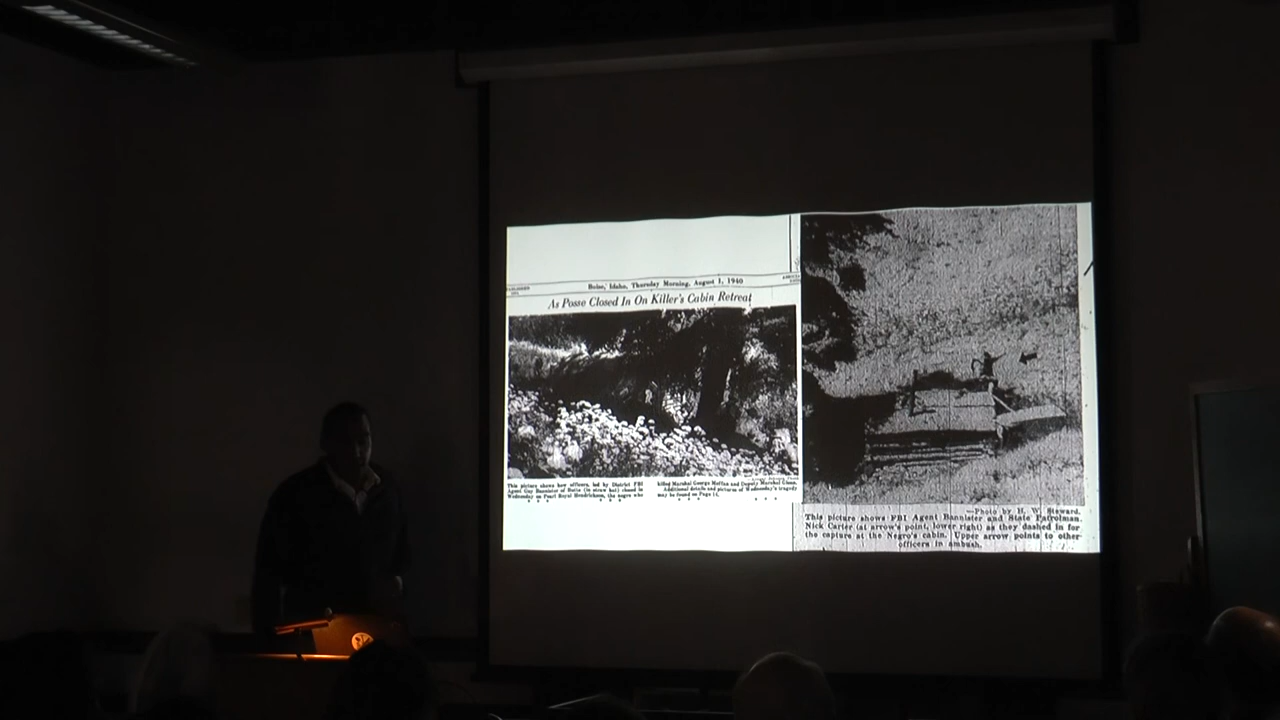 Boise, Idaho, Thursday Morning, August 1, 1940
As Posse Closed In On Killer's Cabin Retreat
This picture shows how officers, led by District FBI
Agent Guy Bannister of Butte (in straw hat) closed in
Wednesday on Pearl Royal Hendrickson, the negro who
killed Marshal George Meffan and Deputy Marshal Glenn.
Additional details and pictures of Wednesday's tragedy
may be found on Page 11.
—Photo by H. W. Steward.
This picture shows FBI Agent Bannister and State Patrolman
Nick Carter (at arrow's point, lower right) as they dashed in for
the capture at the Negro's cabin. Upper arrow points to other
officers in ambush.